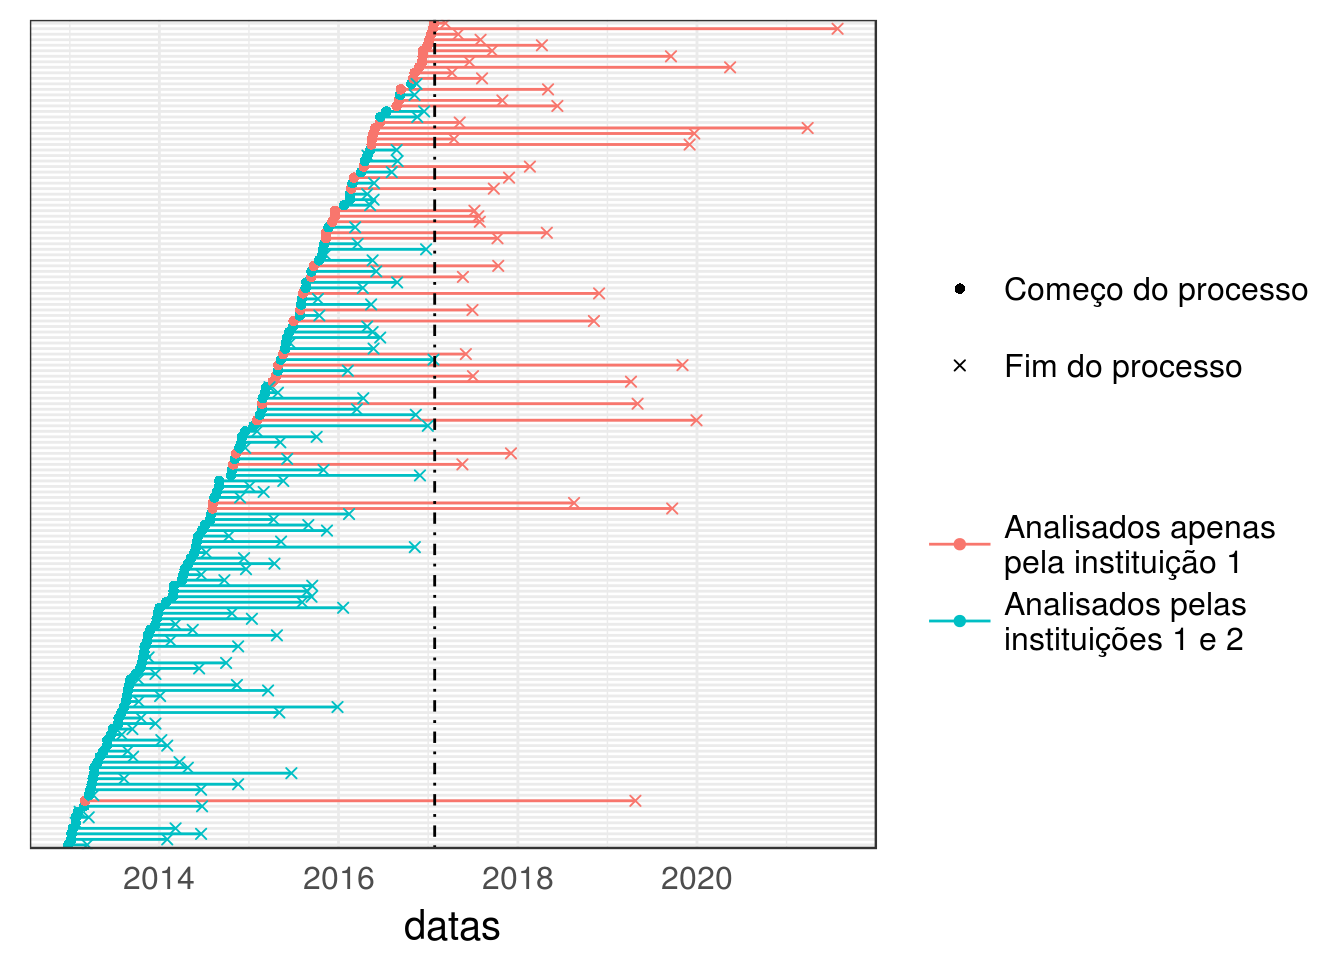 2014
2016
2018
2020
datas
Começo do processo
Fim do processo
Analisados apenas
pela instituição 1
Analisados pelas
instituições 1 e 2